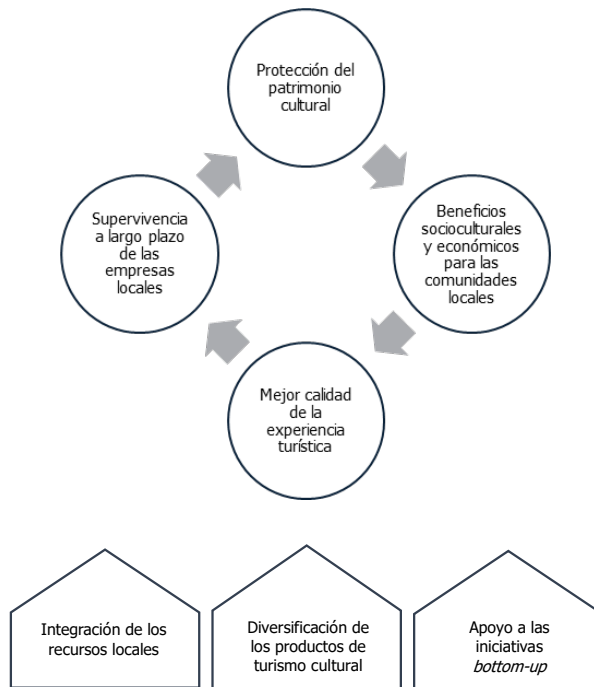 Protección del
patrimonio
cultural
Beneficios
socioculturales
y económicos
para las
comunidades
locales
Mejor calidad
de la
experiencia
turística
Supervivencia
a largo plazo
de las
empresas
locales
Integración de los
recursos locales
Diversificación de
los productos de
turismo cultural
Apoyo a las
iniciativas
bottom-up